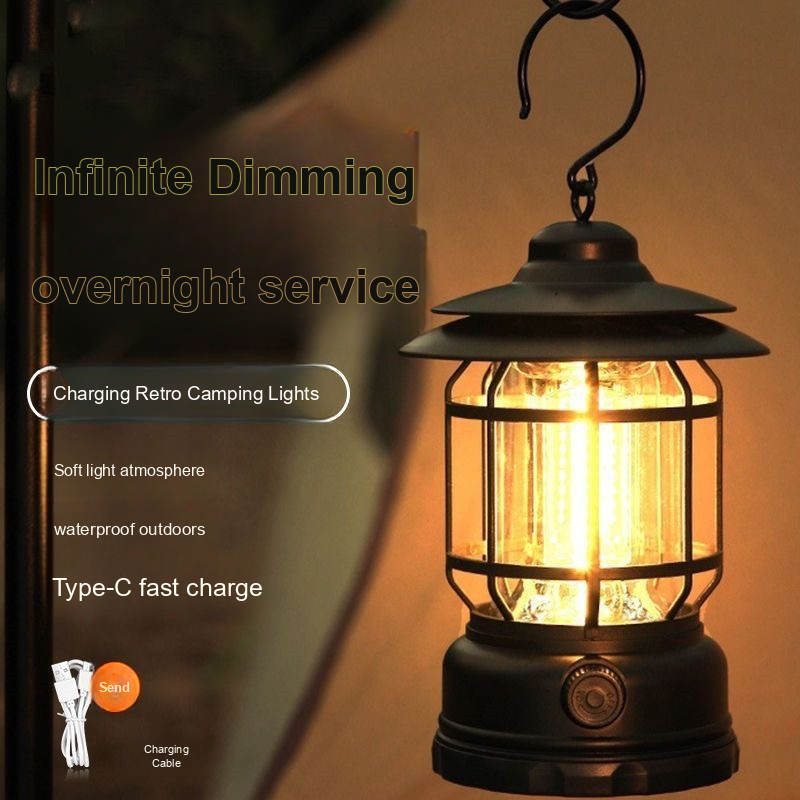 Infinite Dimming
overnight service
Charging Retro Camping Lights
Soft light atmosphere
waterproof outdoors
Type-C fast charge
Send
Charging
Cable